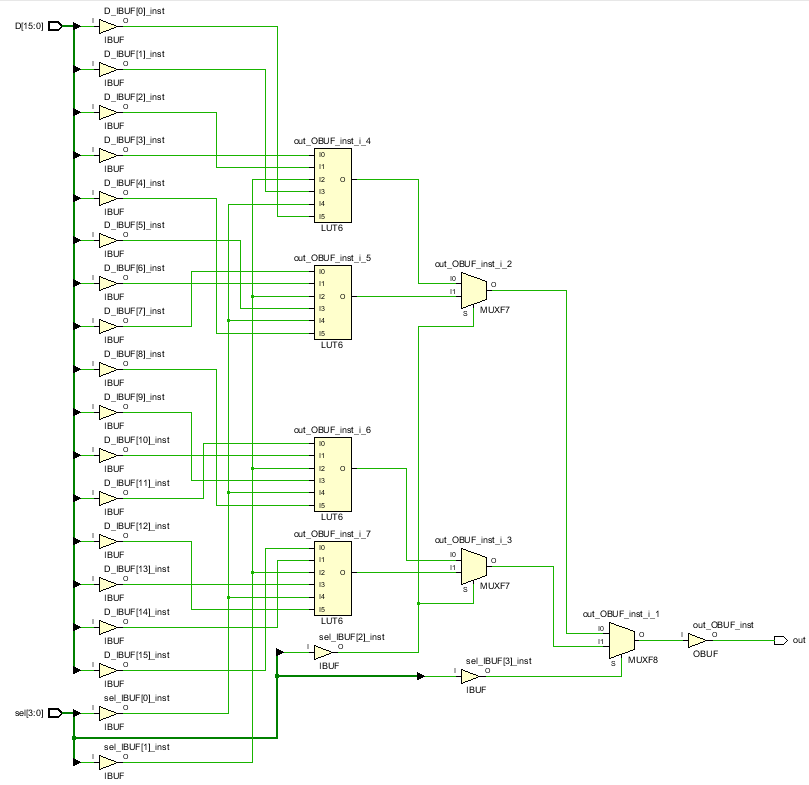 D[15:0]
D_IBUF[0]_inst
I O
IBUF
D_IBUF[1]_inst
I O
IBUF
D_IBUF[2]_inst
I O
IBUF
D_IBUF[3]_inst
I O
IBUF
D_IBUF[4]_inst
I O
IBUF
D_IBUF[5]_inst
I O
IBUF
D_IBUF[6]_inst
I O
IBUF
D_IBUF[7]_inst
I O
IBUF
D_IBUF[8]_inst
I O
IBUF
D_IBUF[9]_inst
I O
IBUF
D_IBUF[10]_inst
I O
IBUF
D_IBUF[11]_inst
I O
IBUF
D_IBUF[12]_inst
I O
IBUF
D_IBUF[13]_inst
I O
IBUF
D_IBUF[14]_inst
I O
IBUF
D_IBUF[15]_inst
I O
IBUF
sel[3:0]
sel_IBUF[0]_inst
I O
IBUF
sel_IBUF[1]_inst
I O
IBUF
out_OBUF_inst_i_4
I0
I1
I2 O
I3
I4
I5
LUT6
out_OBUF_inst_i_5
I0
I1
I2 O
I3
I4
I5
LUT6
out_OBUF_inst_i_6
I0
I1
I2 O
I3
I4
I5
LUT6
out_OBUF_inst_i_7
I0
I1
I2 O
I3
I4
I5
LUT6
sel_IBUF[2]_inst
I O
IBUF
out_OBUF_inst_i_2
I0 O
I1
S
MUXF7
out_OBUF_inst_i_3
I0 O
I1
S
MUXF7
sel_IBUF[3]_inst
I O
IBUF
out_OBUF_inst_i_1
I0 O
I1
S
MUXF8
out_OBUF_inst
I O
OBUF
out